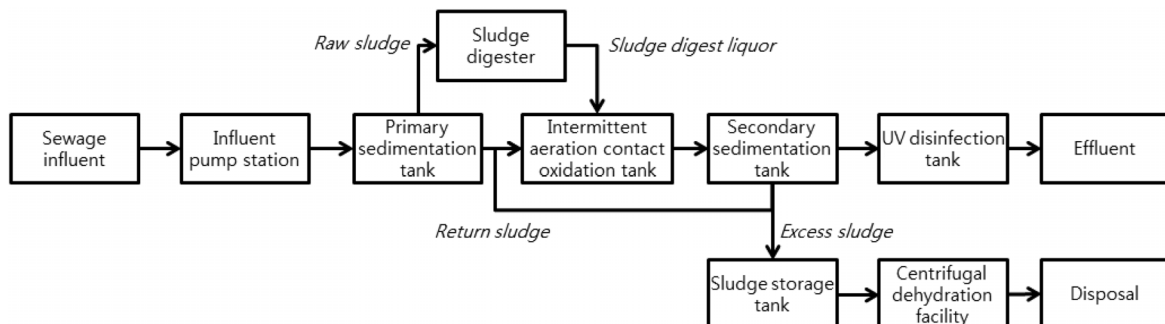 Raw sludge
Sludge
digester
Sludge digest liquor
Sewage
influent
Influent
pump station
Primary
sedimentation
tank
Intermittent
aeration contact
oxidation tank
Secondary
sedimentation
tank
UV disinfection
tank
Effluent
Return sludge
Excess sludge
Sludge storage
tank
Centrifugal
dehydration
facility
Disposal